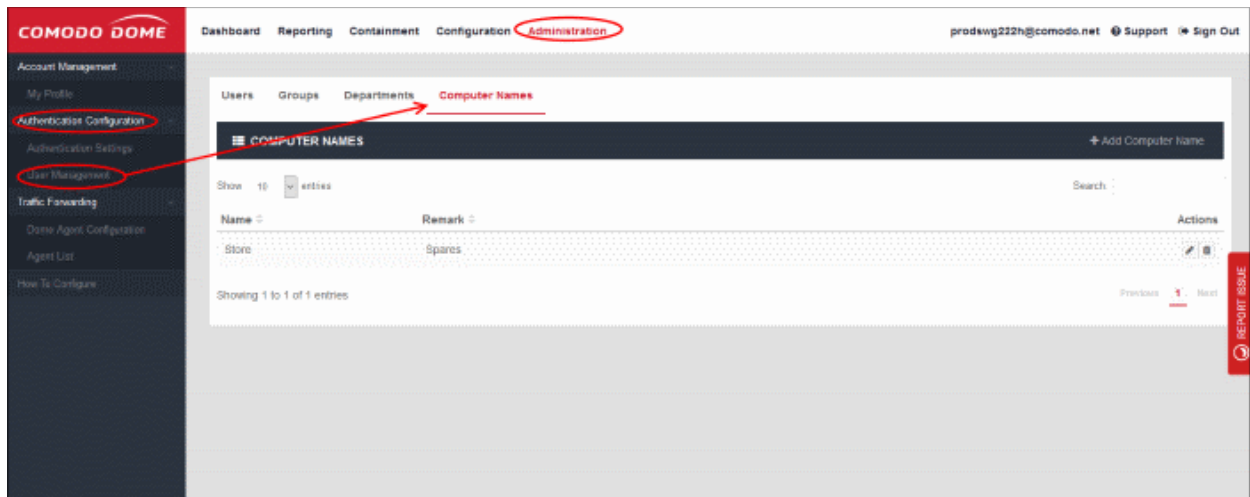 COMODO DOME
Dashboard Reporting Containment Configuration Administration
prodswg222h@comodo.net Support Sign Out
Account Management
My Profile
Authentication Configuration
Authentication Settings
User Management
Traffic Forwarding
Dome Agent Configuration
Agent List
How To Configure
Users Groups Departments Computer Names
COMPUTER NAMES
+ Add Computer Name
Show 10 entries
Search:
Name Remark Actions
Store Spares
Showing 1 to 1 of 1 entries
Previous 1 Next
REPORT ISSUE